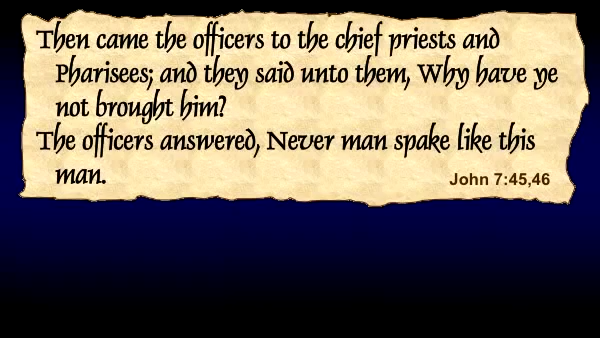 Then came the officers to the chief priests and
Pharisees; and they said unto them, Why have ye
not brought him?
The officers answered, Never man spake like this
man.
John 7:45,46